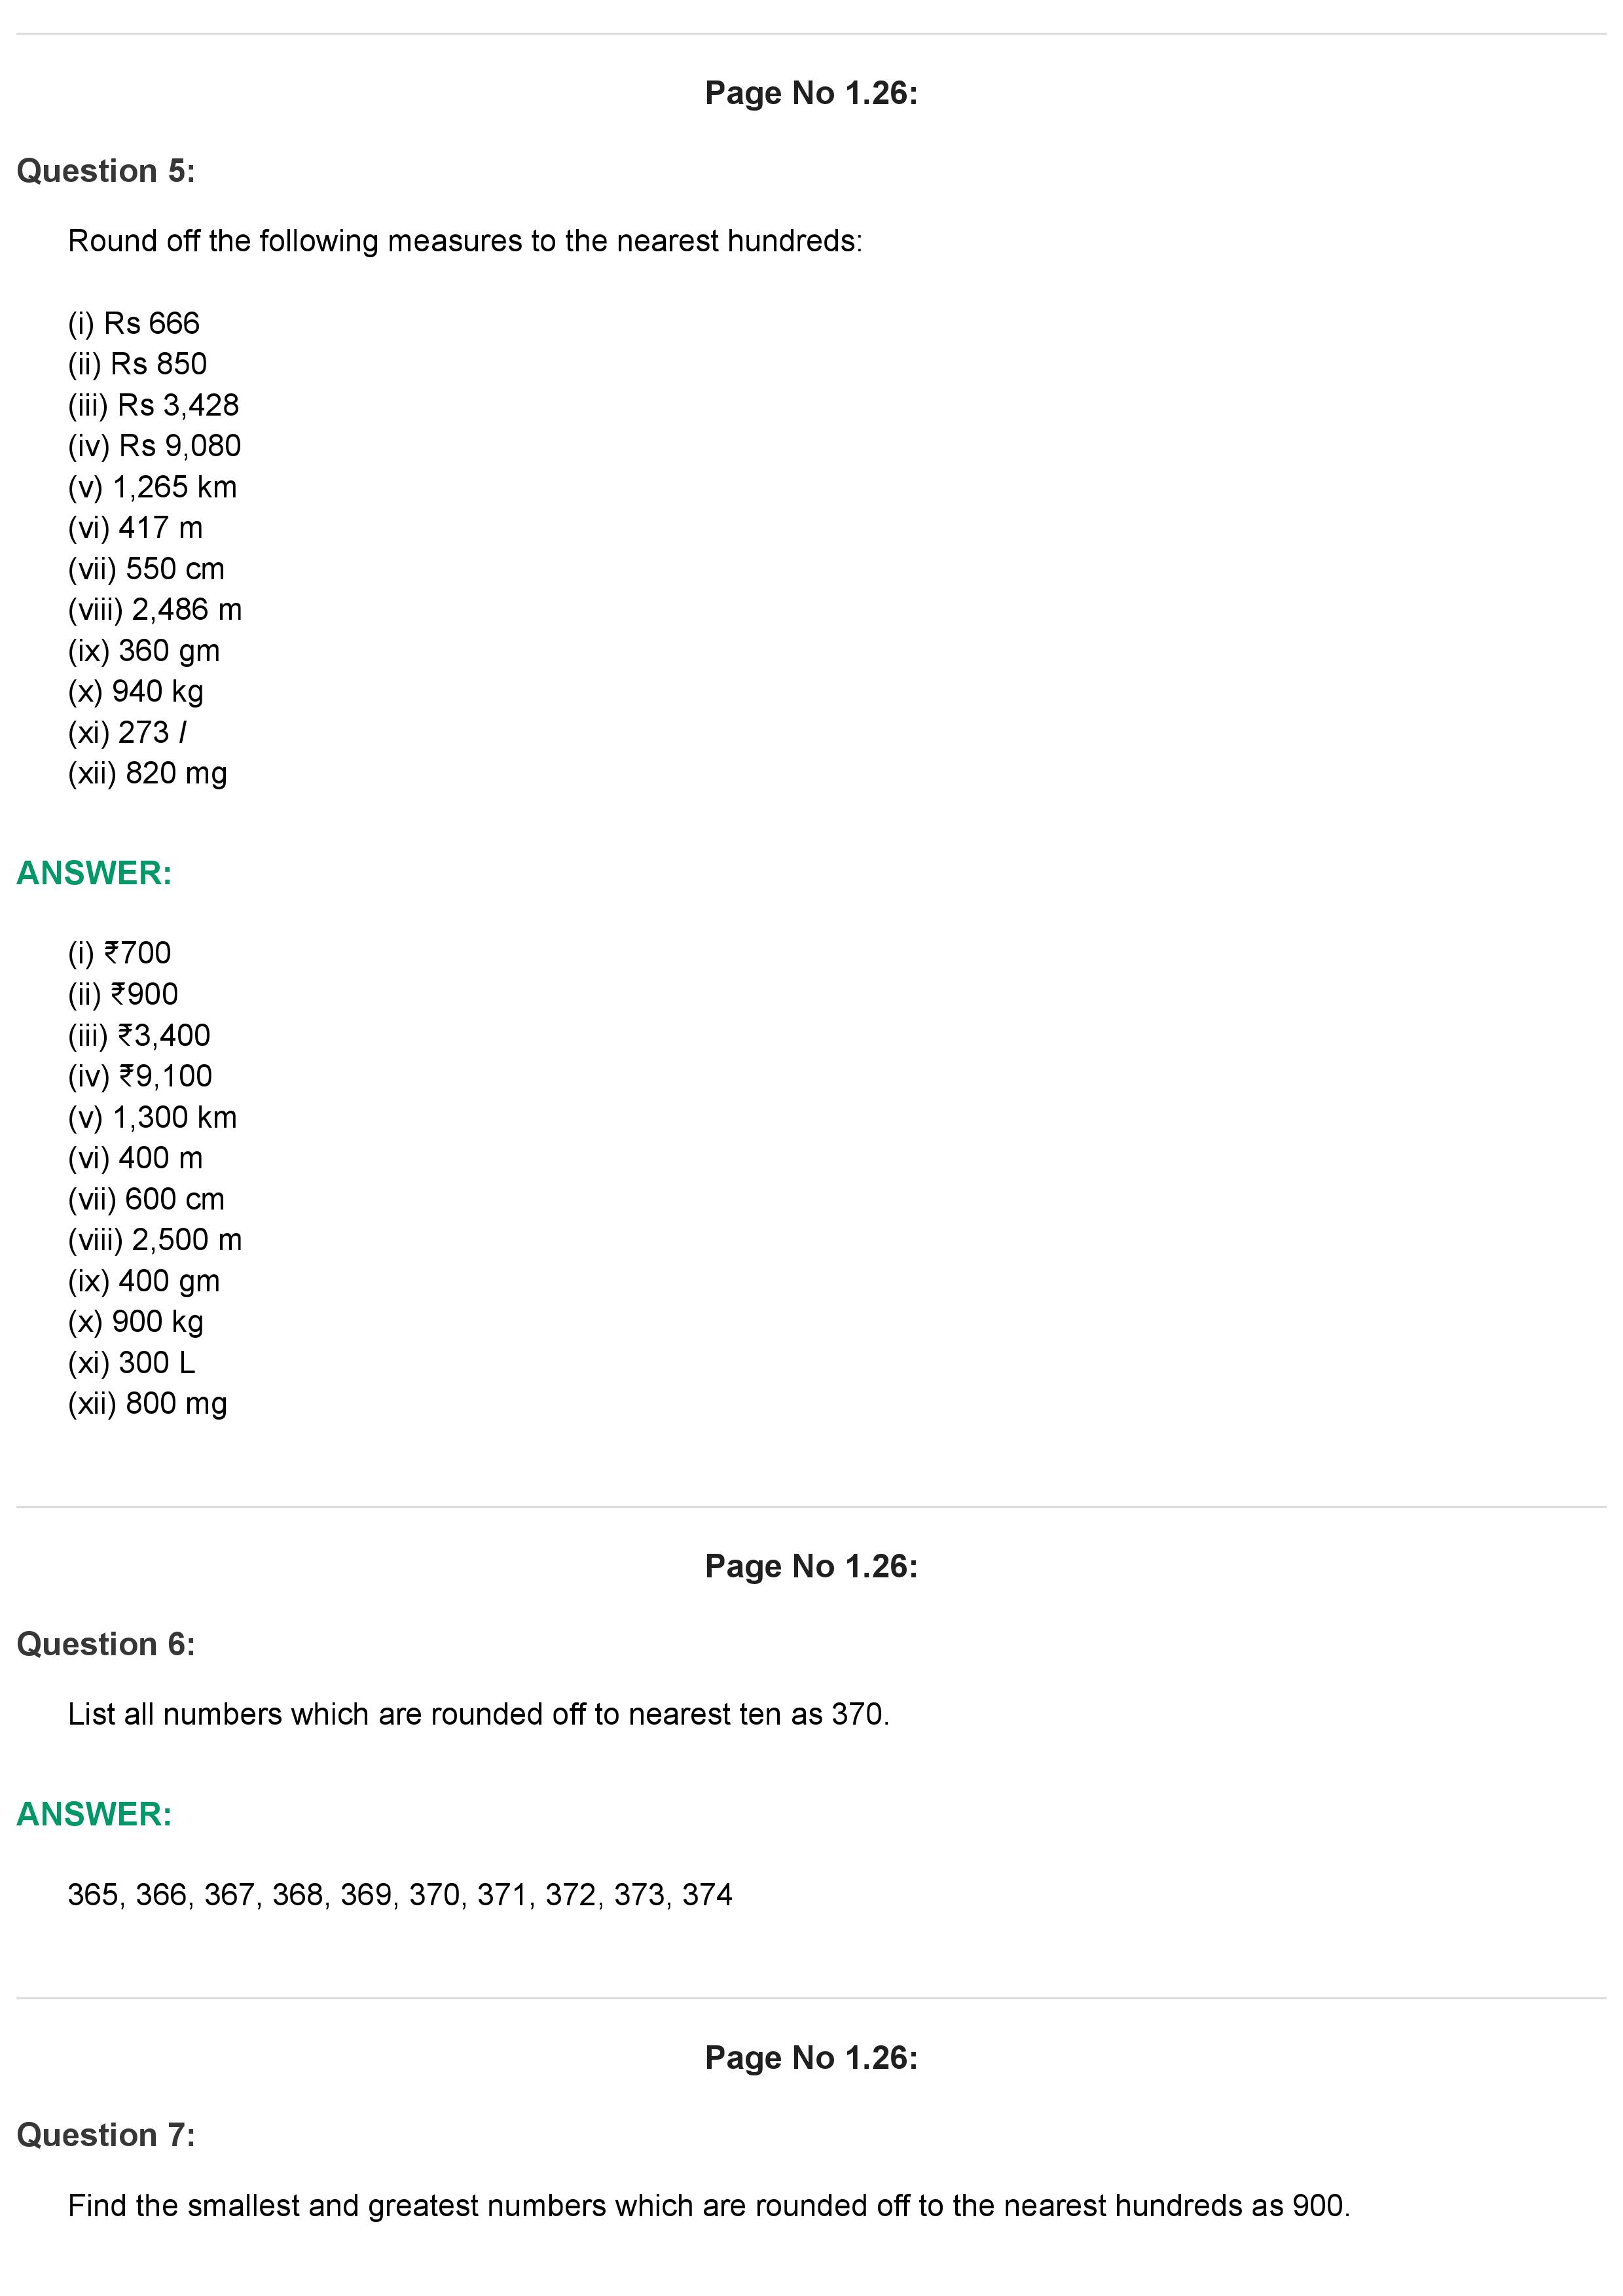 Page No 1.26:
Question 5:
Round off the following measures to the nearest hundreds:
(i) Rs 666
(ii) Rs 850
(iii) Rs 3,428
(iv) Rs 9,080
(v) 1,265 km
(vi) 417 m
(vii) 550 cm
(viii) 2,486 m
(ix) 360 gm
(x) 940 kg
(xi) 273 l
(xii) 820 mg
ANSWER:
(i) ₹700
(ii) ₹900
(iii) ₹3,400
(iv) ₹9,100
(v) 1,300 km
(vi) 400 m
(vii) 600 cm
(viii) 2,500 m
(ix) 400 gm
(x) 900 kg
(xi) 300 L
(xii) 800 mg
Page No 1.26:
Question 6:
List all numbers which are rounded off to nearest ten as 370.
ANSWER:
365, 366, 367, 368, 369, 370, 371, 372, 373, 374
Page No 1.26:
Question 7:
Find the smallest and greatest numbers which are rounded off to the nearest hundreds as 900.